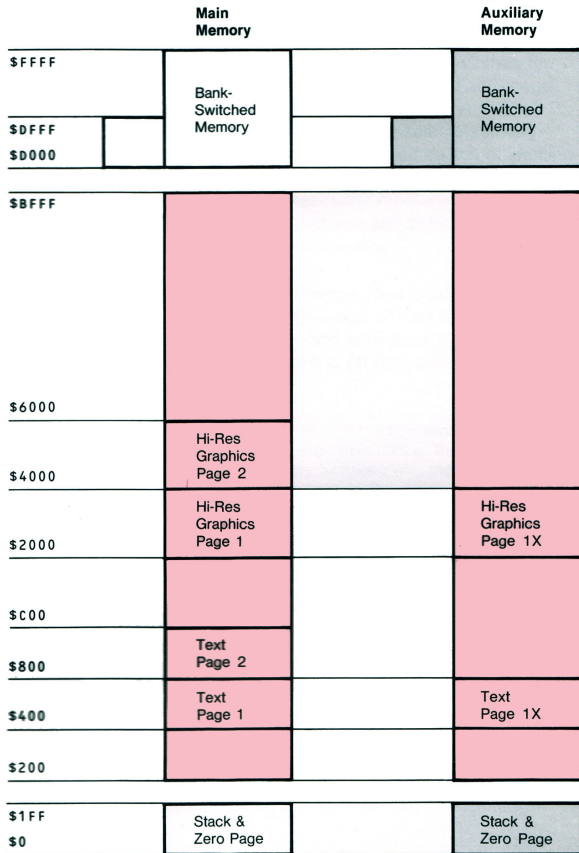 Main
Memory
Auxiliary
Memory
$FFFF
Bank-
Switched
Memory
Bank-
Switched
Memory
$DFFF
$D000
$BFFF
$6000
Hi-Res
Graphics
Page 2
$4000
Hi-Res
Graphics
Page 1
Hi-Res
Graphics
Page 1X
$2000
$C00
Text
Page 2
$800
Text
Page 1
Text
Page 1X
$400
$200
$1FF
Stack &
Zero Page
Stack &
Zero Page
$0